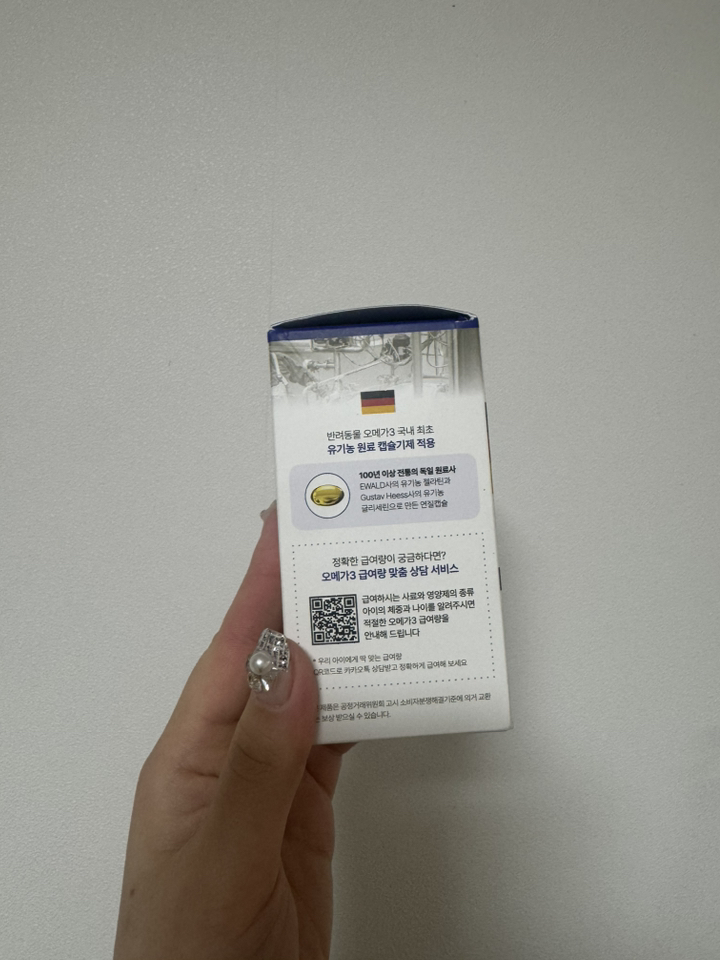 반려동물 오메가3 국내 최초
유기농 원료 캡슐기제 적용
100년 이상 전통의 독일 원료사
EWALD사의 유기농 젤라틴과
Gustav Heess사의 유기농
글리세린으로 만든 연질캡슐
정확한 급여량이 궁금하다면?
오메가3 급여량 맞춤 상담 서비스
급여하시는 사료와 영양제의 종류
아이의 체중과 나이를 알려주시면
적절한 오메가3 급여량을
안내해 드립니다
* 우리 아이에게 딱 맞는 급여량
QR코드로 카카오톡 상담받고 정확하게 급여해 보세요
제품은 공정거래위원회 고시 소비자분쟁해결기준에 의거 교환
는 보상 받으실 수 있습니다.